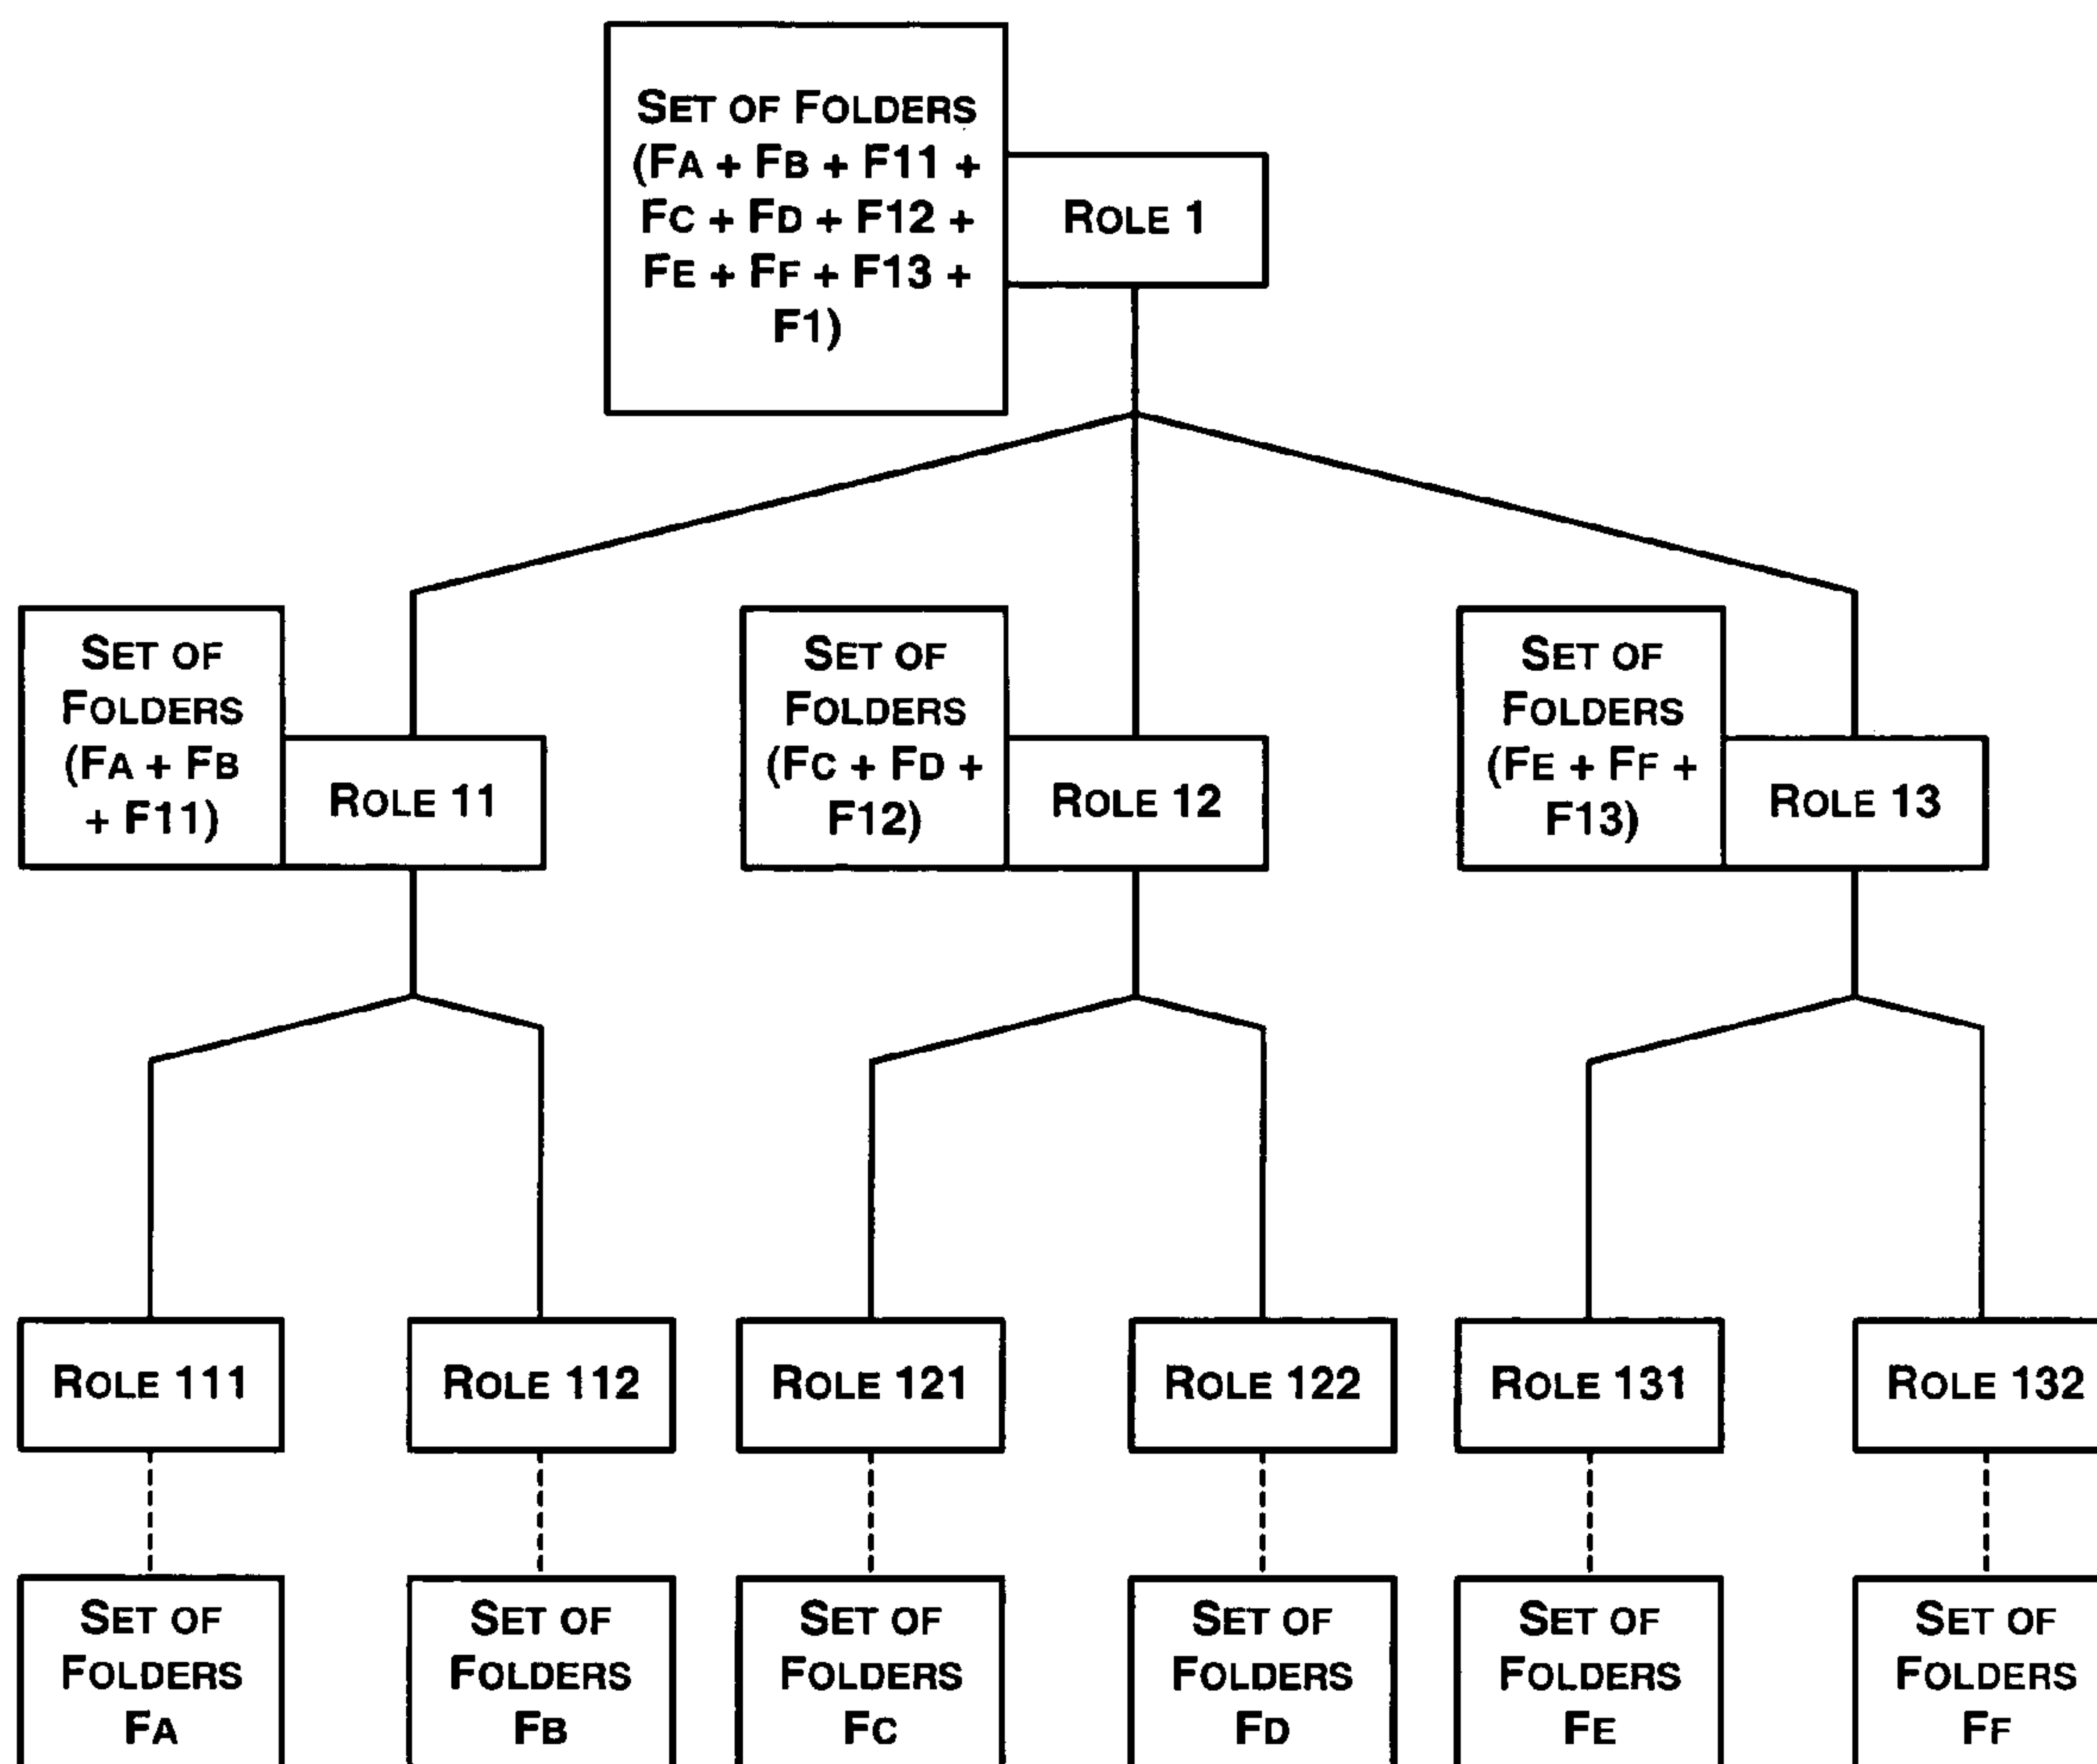 SET OF FOLDERS
(FA + FB + F11 +
FC + FD + F12 +
FE + FF + F13 +
F1)
ROLE 1
SET OF
FOLDERS
(FA + FB
+ F11)
ROLE 11
SET OF
FOLDERS
(FC + FD +
F12)
ROLE 12
SET OF
FOLDERS
(FE + FF +
F13)
ROLE 13
ROLE 111
ROLE 112
ROLE 121
ROLE 122
ROLE 131
ROLE 132
SET OF
FOLDERS
FA
SET OF
FOLDERS
FB
SET OF
FOLDERS
FC
SET OF
FOLDERS
FD
SET OF
FOLDERS
FE
SET OF
FOLDERS
FF